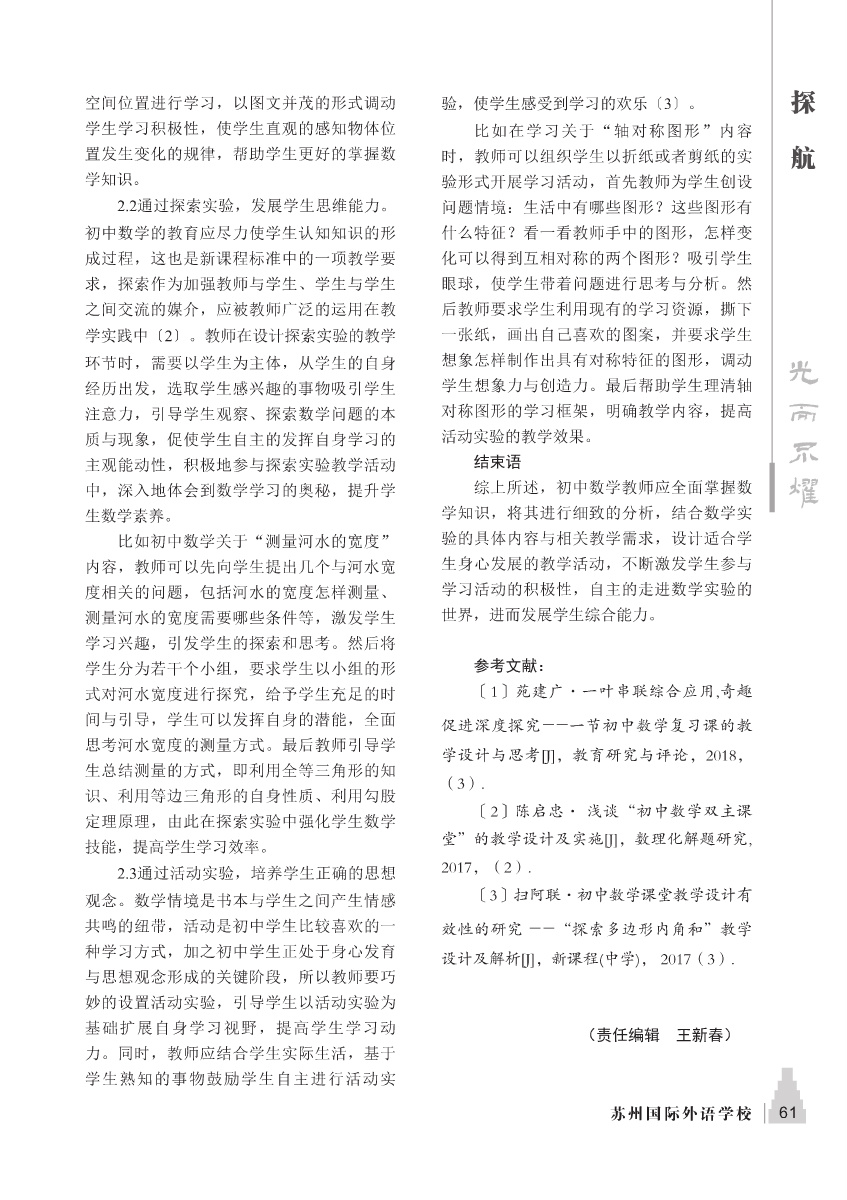 空间位置进行学习，以图文并茂的形式调动
学生学习积极性，使学生直观的感知物体位
置发生变化的规律，帮助学生更好的掌握数
学知识。
2.2通过探索实验，发展学生思维能力。
初中数学的教育应尽力使学生认知知识的形
成过程，这也是新课程标准中的一项教学要
求，探索作为加强教师与学生、学生与学生
之间交流的媒介，应被教师广泛的运用在教
学实践中〔2〕。教师在设计探索实验的教学
环节时，需要以学生为主体，从学生的自身
经历出发，选取学生感兴趣的事物吸引学生
注意力，引导学生观察、探索数学问题的本
质与现象，促使学生自主的发挥自身学习的
主观能动性，积极地参与探索实验教学活动
中，深入地体会到数学学习的奥秘，提升学
生数学素养。
比如初中数学关于“测量河水的宽度”
内容，教师可以先向学生提出几个与河水宽
度相关的问题，包括河水的宽度怎样测量、
测量河水的宽度需要哪些条件等，激发学生
学习兴趣，引发学生的探索和思考。然后将
学生分为若干个小组，要求学生以小组的形
式对河水宽度进行探究，给予学生充足的时
间与引导，学生可以发挥自身的潜能，全面
思考河水宽度的测量方式。最后教师引导学
生总结测量的方式，即利用全等三角形的知
识、利用等边三角形的自身性质、利用勾股
定理原理，由此在探索实验中强化学生数学
技能，提高学生学习效率。
2.3通过活动实验，培养学生正确的思想
观念。数学情境是书本与学生之间产生情感
共鸣的纽带，活动是初中学生比较喜欢的一
种学习方式，加之初中学生正处于身心发育
与思想观念形成的关键阶段，所以教师要巧
妙的设置活动实验，引导学生以活动实验为
基础扩展自身学习视野，提高学生学习动
力。同时，教师应结合学生实际生活，基于
学生熟知的事物鼓励学生自主进行活动实
验，使学生感受到学习的欢乐〔3〕。
比如在学习关于“轴对称图形”内容
时，教师可以组织学生以折纸或者剪纸的实
验形式开展学习活动，首先教师为学生创设
问题情境：生活中有哪些图形？这些图形有
什么特征？看一看教师手中的图形，怎样变
化可以得到互相对称的两个图形？吸引学生
眼球，使学生带着问题进行思考与分析。然
后教师要求学生利用现有的学习资源，撕下
一张纸，画出自己喜欢的图案，并要求学生
想象怎样制作出具有对称特征的图形，调动
学生想象力与创造力。最后帮助学生理清轴
对称图形的学习框架，明确教学内容，提高
活动实验的教学效果。
结束语
综上所述，初中数学教师应全面掌握数
学知识，将其进行细致的分析，结合数学实
验的具体内容与相关教学需求，设计适合学
生身心发展的教学活动，不断激发学生参与
学习活动的积极性，自主的走进数学实验的
世界，进而发展学生综合能力。
参考文献：
〔1〕苑建广·一叶串联综合应用,奇趣
促进深度探究——一节初中数学复习课的教
学设计与思考[J]，教育研究与评论，2018，
（3）.
〔2〕陈启忠· 浅谈“初中数学双主课
堂”的教学设计及实施[J]，数理化解题研究,
2017，（2）.
〔3〕扫阿联·初中数学课堂教学设计有
效性的研究 ——“探索多边形内角和”教学
设计及解析[J]，新课程(中学)， 2017（3）.
（责任编辑　王新春）
探
航
光
而
不
耀
苏州国际外语学校
61